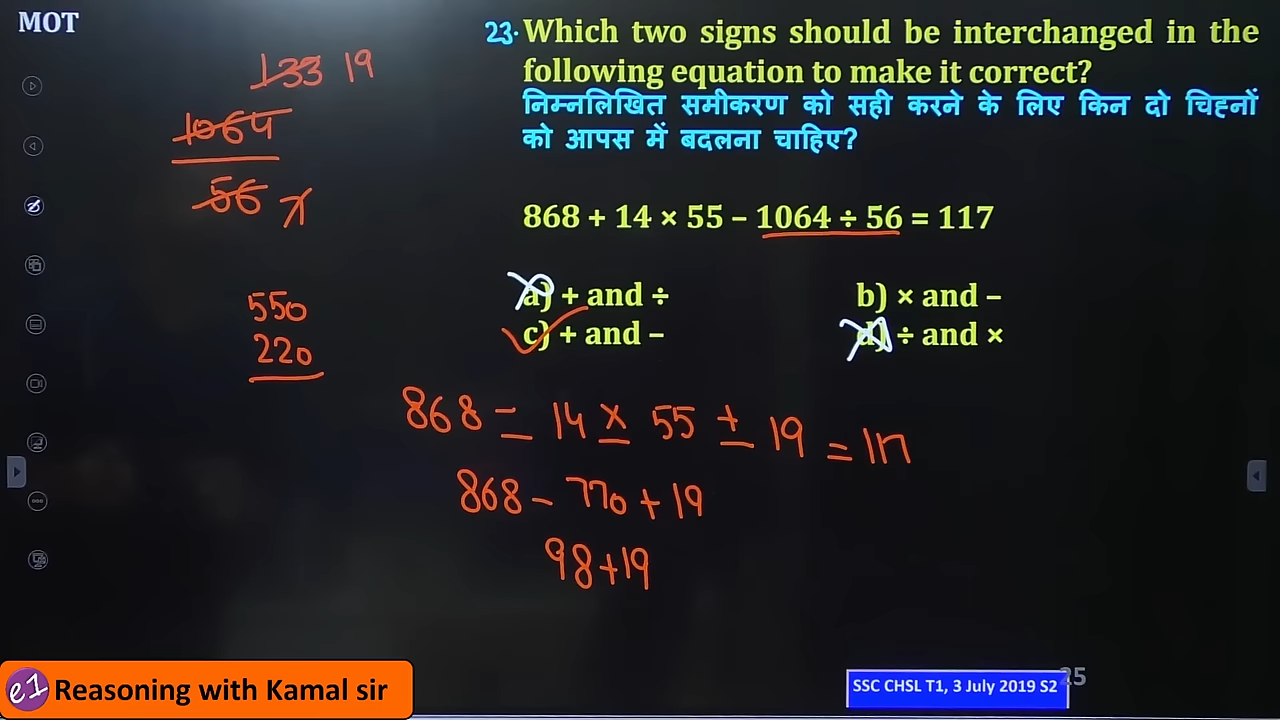 MOT
23. Which two signs should be interchanged in the
following equation to make it correct?
निम्नलिखित समीकरण को सही करने के लिए किन दो चिह्नों
को आपस में बदलना चाहिए?
868 + 14 × 55 – 1064 ÷ 56 = 117
a) + and ÷
b) × and –
c) + and –
d) ÷ and ×
133 19
1064
56 7
550
220
868 – 14 × 55 + 19 = 117
868 – 770 + 19
98 + 19
e1 Reasoning with Kamal sir
SSC CHSL T1, 3 July 2019 S2
25